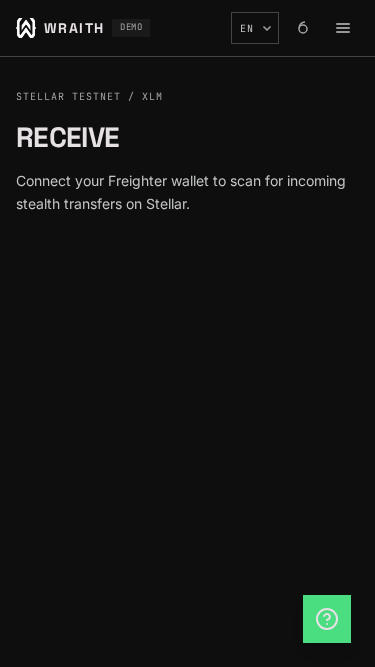 WRAITH DEMO EN
STELLAR TESTNET / XLM
RECEIVE
Connect your Freighter wallet to scan for incoming
stealth transfers on Stellar.